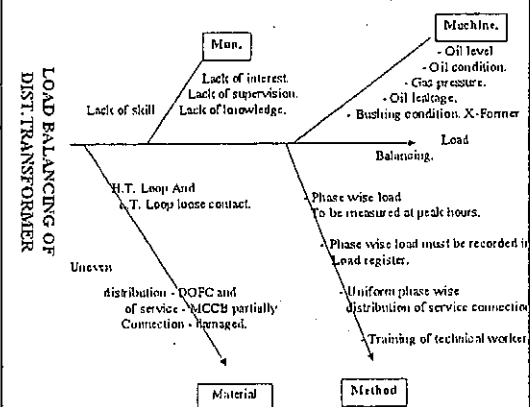 LOAD BALANCING OF
DIST. TRANSFORMER
Man.
Lack of interest.
Lack of supervision.
Lack of skill
Lack of knowledge.
Machine.
- Oil level
- Oil condition.
- Gas pressure.
- Oil leakage.
- Bushing condition. X-Former
Load
Balancing.
H.T. Loop And
L.T. Loop loose contact.
Uneven
distribution - DOFC and
of service - MCCB partially
Connection - damaged.
Material
- Phase wise load
To be measured at peak hours.
- Phase wise load must be recorded in
Load register.
- Uniform phase wise
distribution of service connection
- Training of technical worker
Method